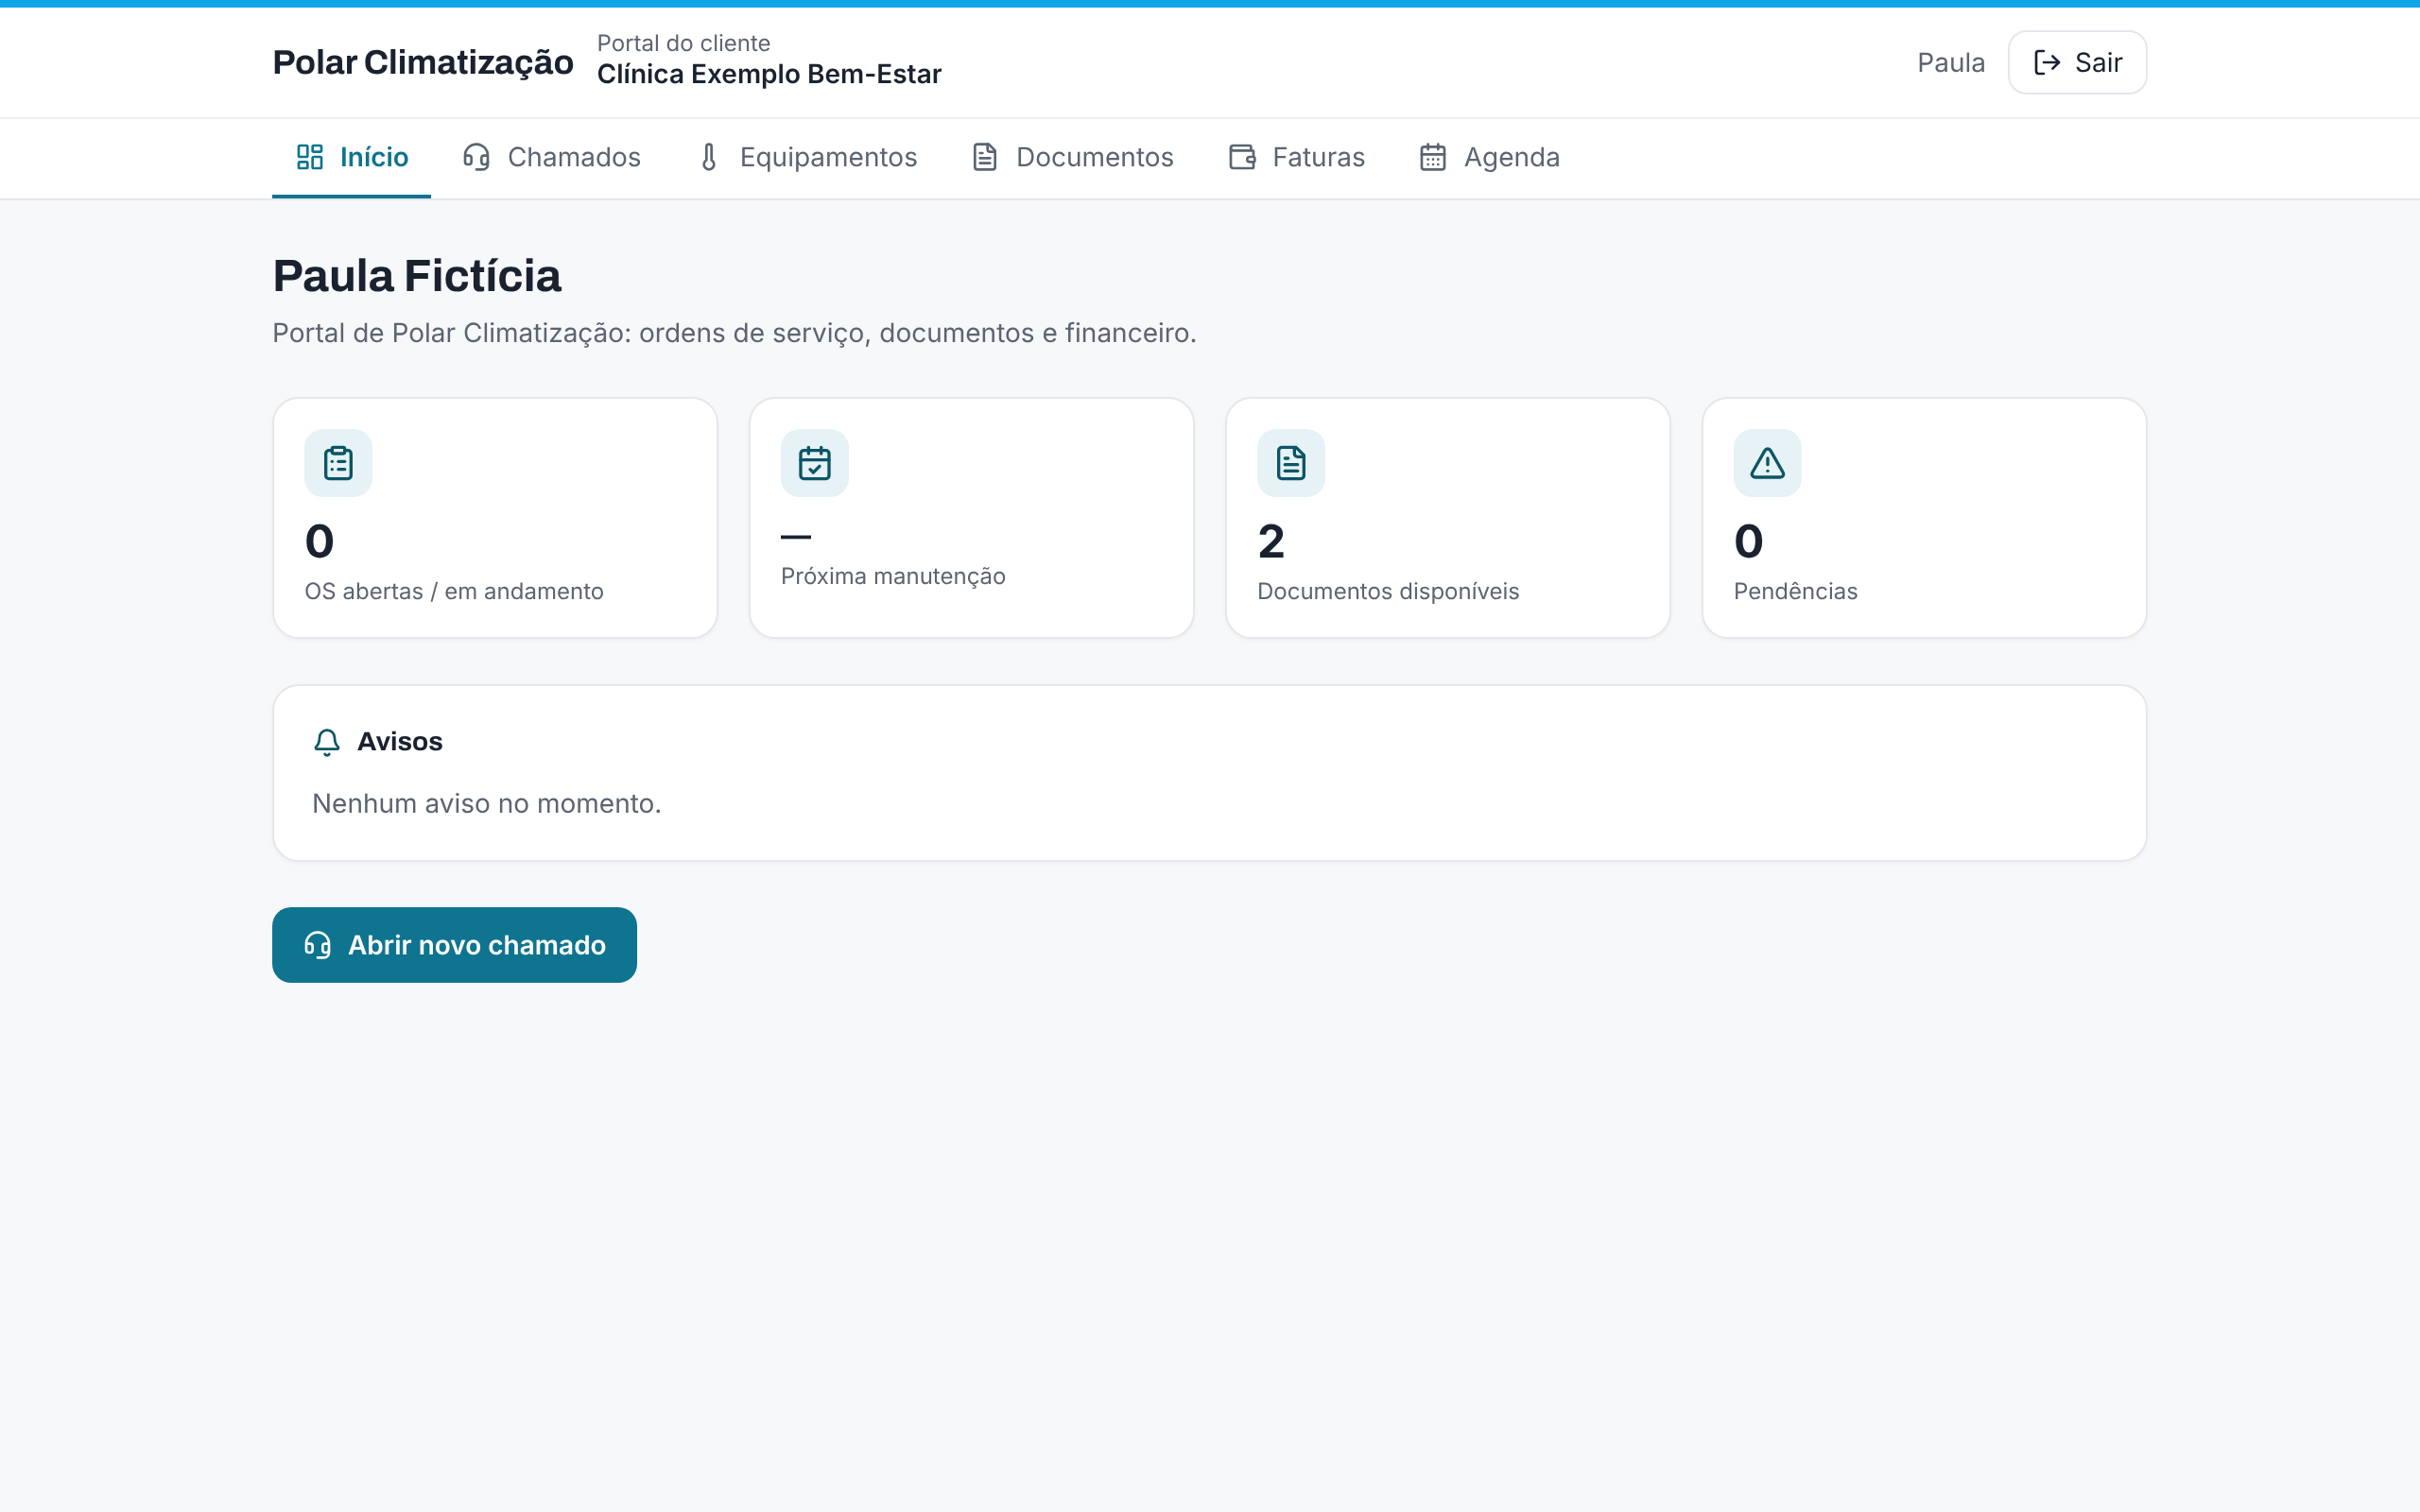 Polar Climatização
Portal do cliente
Clínica Exemplo Bem-Estar
Paula
Sair
Início
Chamados
Equipamentos
Documentos
Faturas
Agenda
Paula Fictícia
Portal de Polar Climatização: ordens de serviço, documentos e financeiro.
0
OS abertas / em andamento
—
Próxima manutenção
2
Documentos disponíveis
0
Pendências
Avisos
Nenhum aviso no momento.
Abrir novo chamado